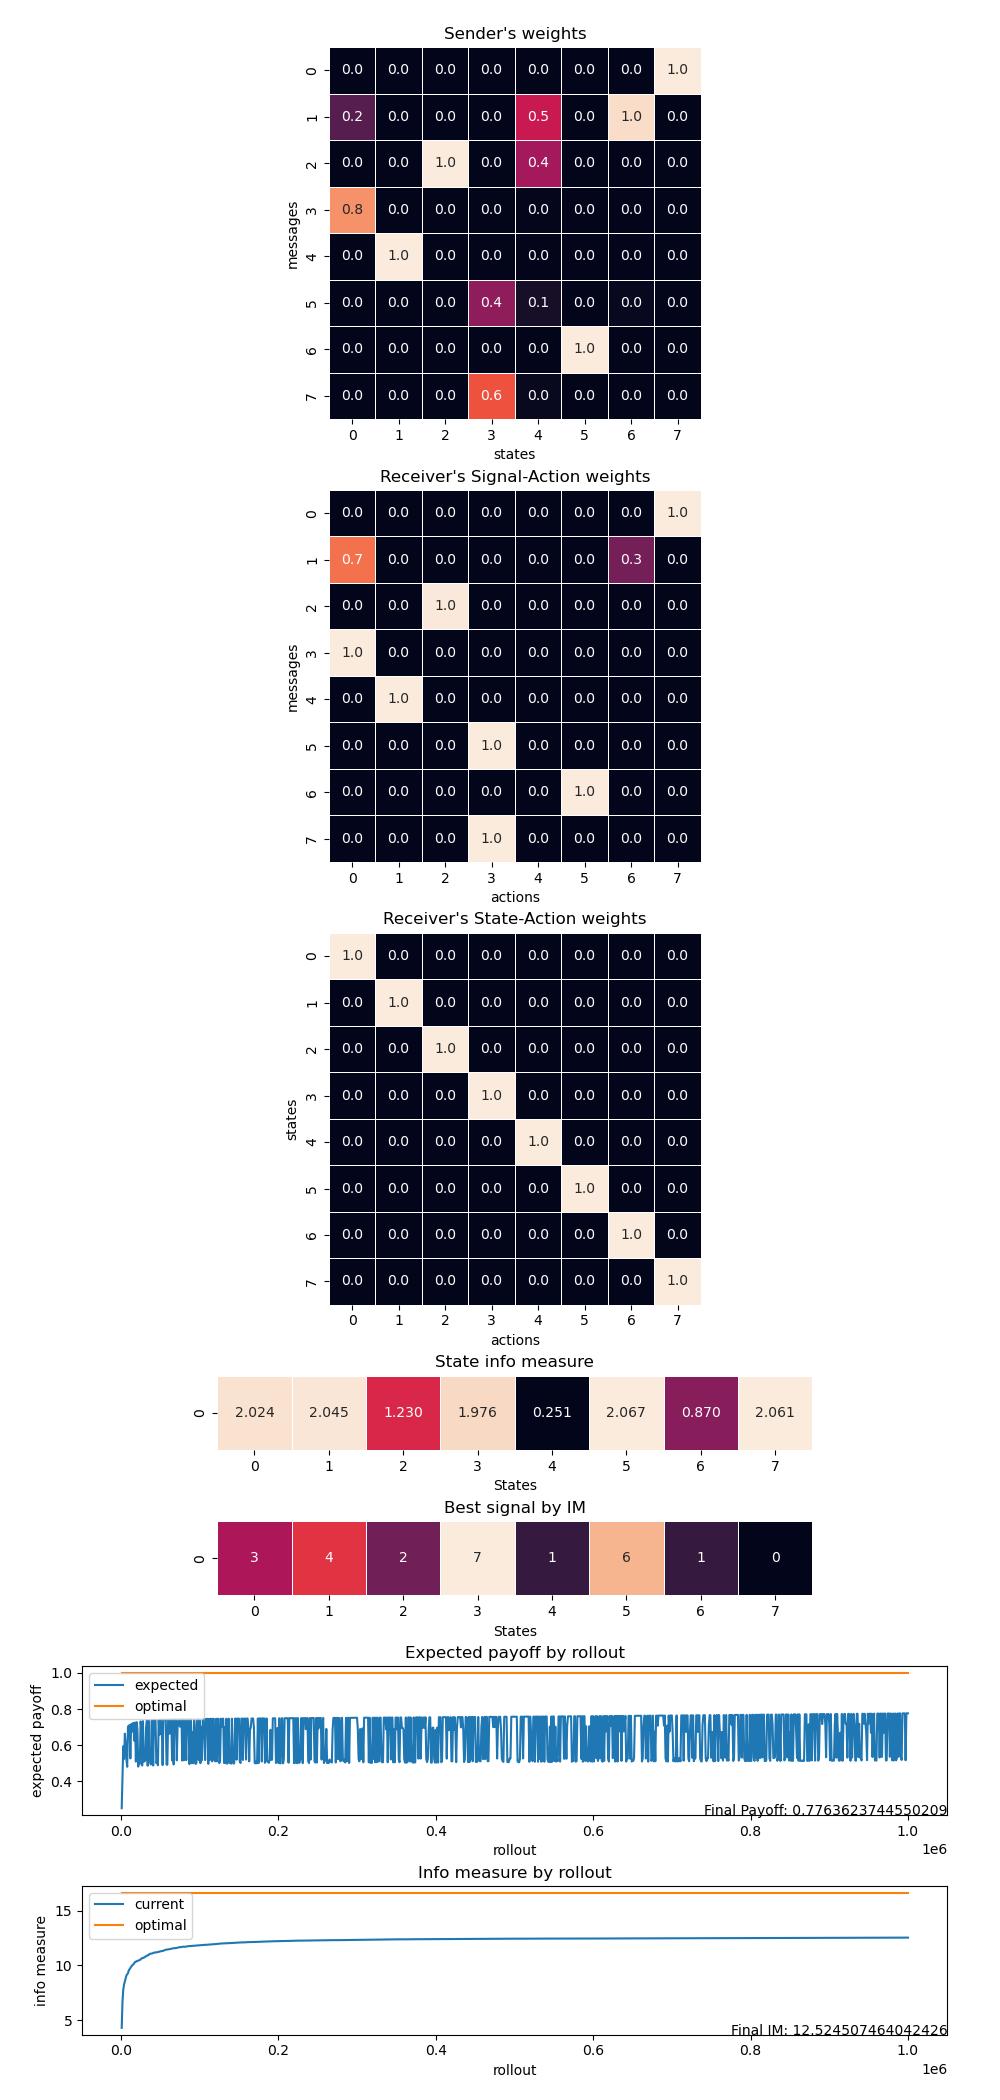 Sender's weights
0 0.0 0.0 0.0 0.0 0.0 0.0 0.0 1.0
1 0.2 0.0 0.0 0.0 0.5 0.0 1.0 0.0
2 0.0 0.0 1.0 0.0 0.4 0.0 0.0 0.0
3 0.8 0.0 0.0 0.0 0.0 0.0 0.0 0.0
messages
4 0.0 1.0 0.0 0.0 0.0 0.0 0.0 0.0
5 0.0 0.0 0.0 0.4 0.1 0.0 0.0 0.0
6 0.0 0.0 0.0 0.0 0.0 1.0 0.0 0.0
7 0.0 0.0 0.0 0.6 0.0 0.0 0.0 0.0
0 1 2 3 4 5 6 7
states
Receiver's Signal-Action weights
0 0.0 0.0 0.0 0.0 0.0 0.0 0.0 1.0
1 0.7 0.0 0.0 0.0 0.0 0.0 0.3 0.0
2 0.0 0.0 1.0 0.0 0.0 0.0 0.0 0.0
3 1.0 0.0 0.0 0.0 0.0 0.0 0.0 0.0
messages
4 0.0 1.0 0.0 0.0 0.0 0.0 0.0 0.0
5 0.0 0.0 0.0 1.0 0.0 0.0 0.0 0.0
6 0.0 0.0 0.0 0.0 0.0 1.0 0.0 0.0
7 0.0 0.0 0.0 1.0 0.0 0.0 0.0 0.0
0 1 2 3 4 5 6 7
actions
Receiver's State-Action weights
0 1.0 0.0 0.0 0.0 0.0 0.0 0.0 0.0
1 0.0 1.0 0.0 0.0 0.0 0.0 0.0 0.0
2 0.0 0.0 1.0 0.0 0.0 0.0 0.0 0.0
3 0.0 0.0 0.0 1.0 0.0 0.0 0.0 0.0
states
4 0.0 0.0 0.0 0.0 1.0 0.0 0.0 0.0
5 0.0 0.0 0.0 0.0 0.0 1.0 0.0 0.0
6 0.0 0.0 0.0 0.0 0.0 0.0 1.0 0.0
7 0.0 0.0 0.0 0.0 0.0 0.0 0.0 1.0
0 1 2 3 4 5 6 7
actions
State info measure
0 2.024 2.045 1.230 1.976 0.251 2.067 0.870 2.061
0 1 2 3 4 5 6 7
States
Best signal by IM
0 3 4 2 7 1 6 1 0
0 1 2 3 4 5 6 7
States
Expected payoff by rollout
expected payoff
1.0
0.8
0.6
0.4
expected
optimal
Final Payoff: 0.7763623744550209
0.0 0.2 0.4 0.6 0.8 1.0
1e6
rollout
Info measure by rollout
info measure
15
10
5
current
optimal
Final IM: 12.524507464042426
0.0 0.2 0.4 0.6 0.8 1.0
1e6
rollout